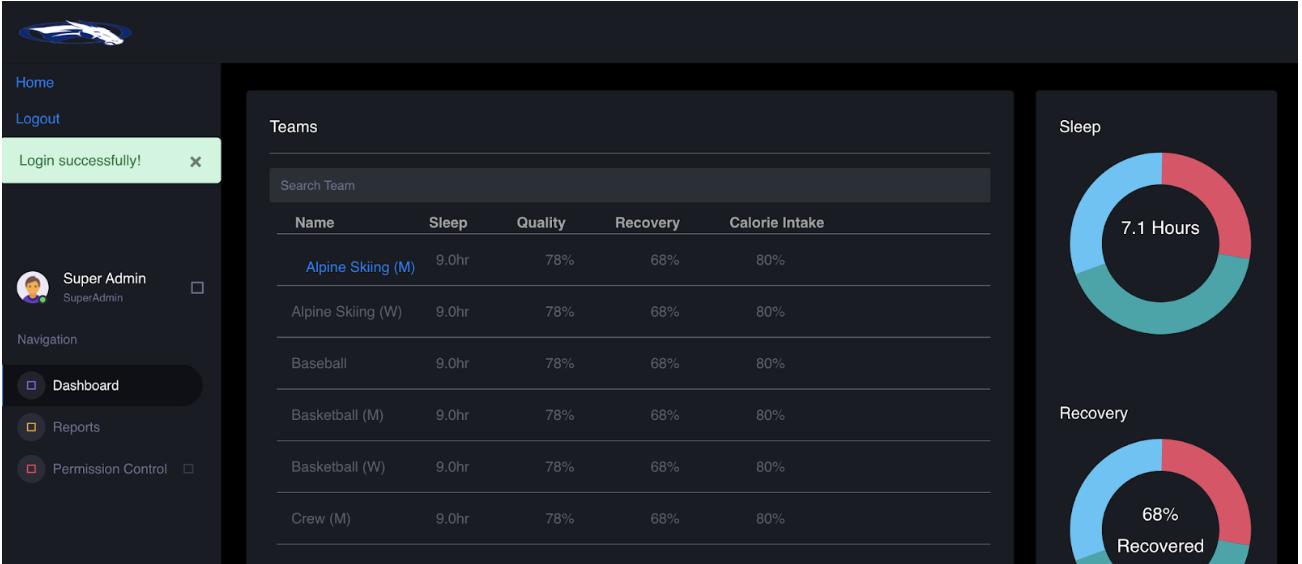 Home
Logout
Login successfully! ×
Super Admin
SuperAdmin
Navigation
Dashboard
Reports
Permission Control
Teams
Search Team
Name Sleep Quality Recovery Calorie Intake
Alpine Skiing (M) 9.0hr 78% 68% 80%
Alpine Skiing (W) 9.0hr 78% 68% 80%
Baseball 9.0hr 78% 68% 80%
Basketball (M) 9.0hr 78% 68% 80%
Basketball (W) 9.0hr 78% 68% 80%
Crew (M) 9.0hr 78% 68% 80%
Sleep
7.1 Hours
Recovery
68%
Recovered